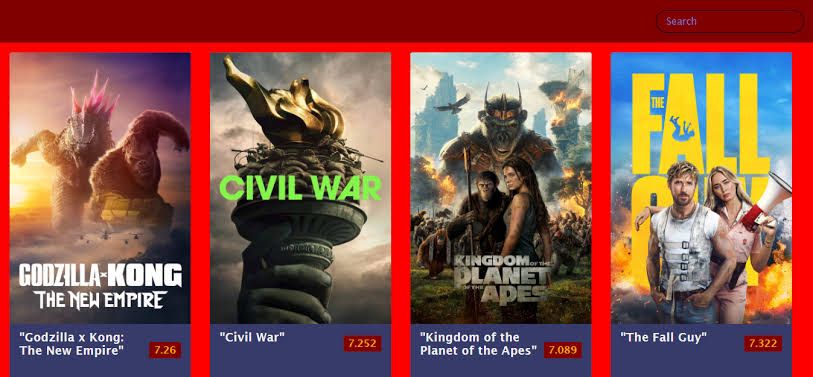 Search
GODZILLA x KONG
THE NEW EMPIRE
CIVIL WAR
KINGDOM OF THE
PLANET
OF THE APES
THE
FALL
GUY
"Godzilla x Kong:
The New Empire"
7.26
"Civil War"
7.252
"Kingdom of the
Planet of the Apes"
7.089
"The Fall Guy"
7.322